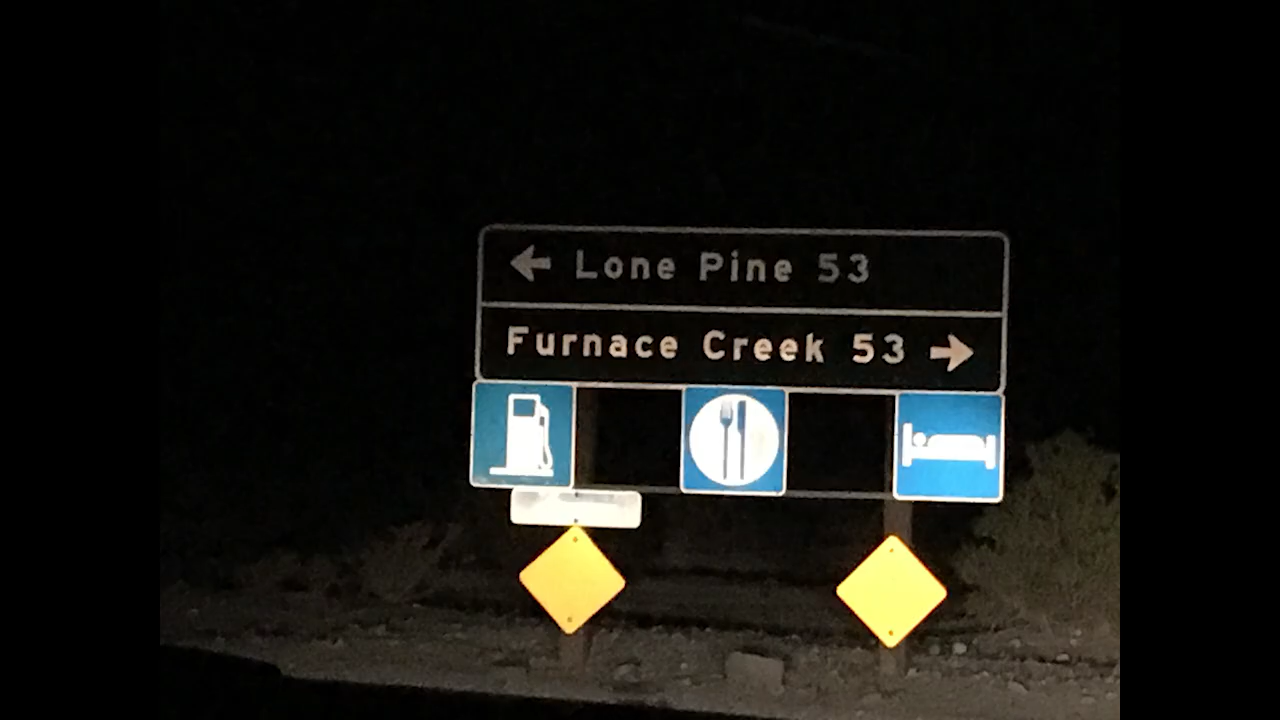 ← Lone Pine 53
Furnace Creek 53 →